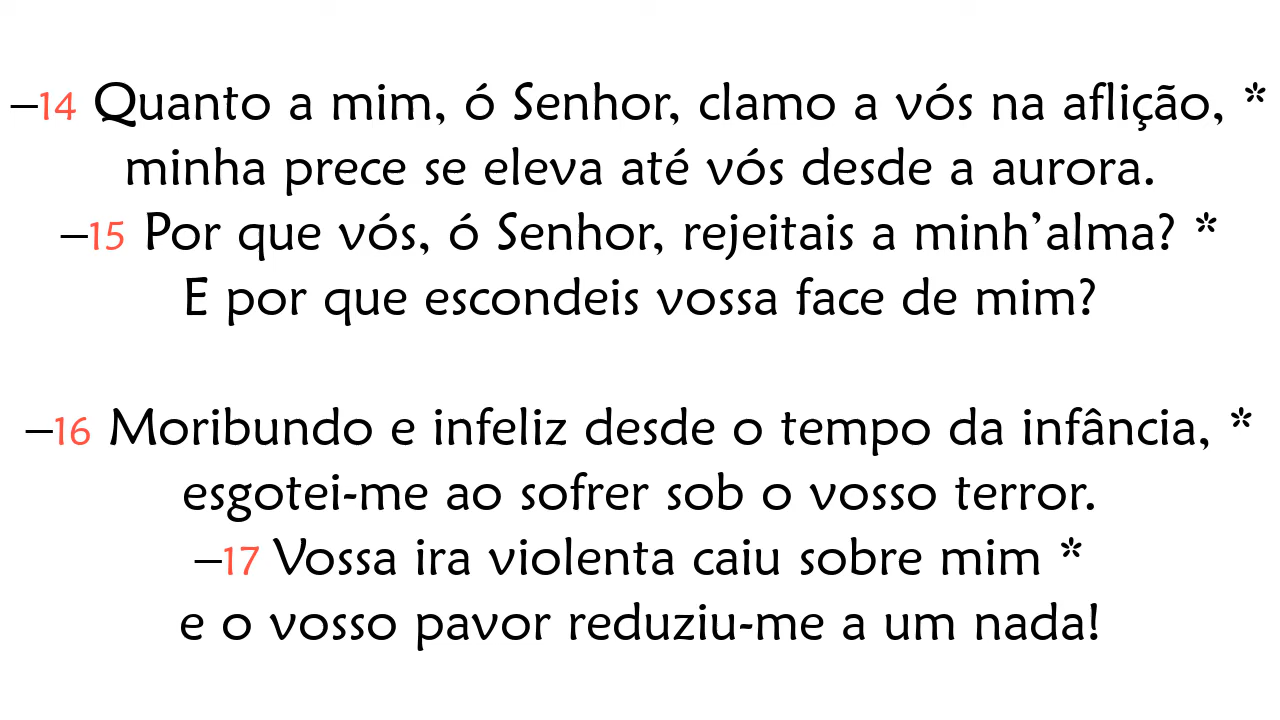 –14 Quanto a mim, ó Senhor, clamo a vós na aflição, *
minha prece se eleva até vós desde a aurora.
–15 Por que vós, ó Senhor, rejeitais a minh’alma? *
E por que escondeis vossa face de mim?
–16 Moribundo e infeliz desde o tempo da infância, *
esgotei-me ao sofrer sob o vosso terror.
–17 Vossa ira violenta caiu sobre mim *
e o vosso pavor reduziu-me a um nada!